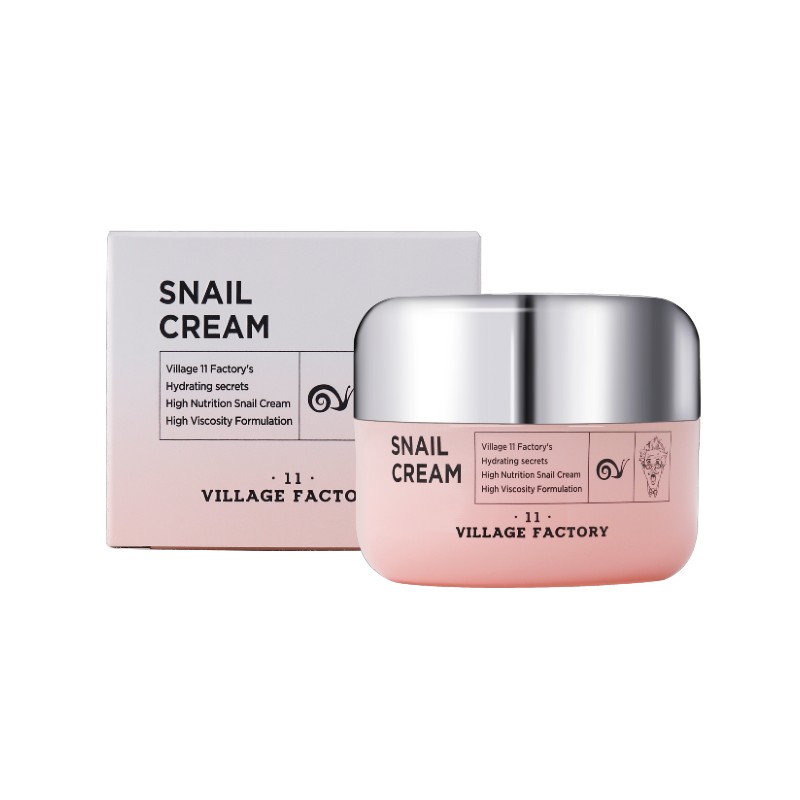 SNAIL
CREAM
Village 11 Factory's
Hydrating secrets
High Nutrition Snail Cream
High Viscosity Formulation
· 11 ·
VILLAGE FACTO
SNAIL
CREAM
Village 11 Factory's
Hydrating secrets
High Nutrition Snail Cream
High Viscosity Formulation
· 11 ·
VILLAGE FACTORY